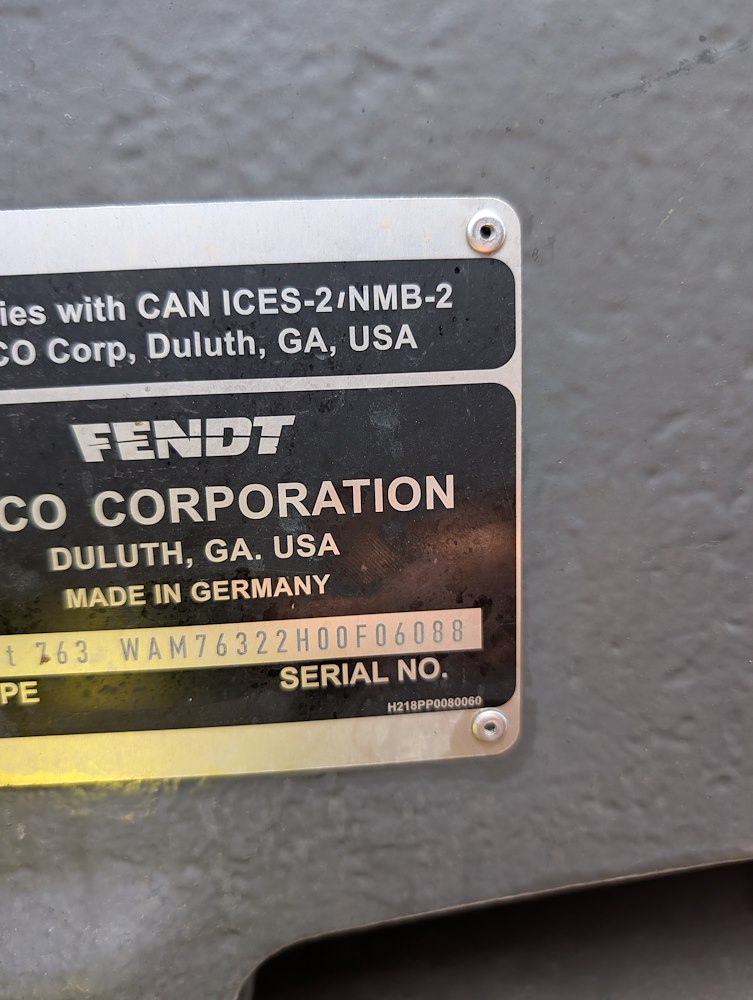 ies with CAN ICES-2/NMB-2
CO Corp, Duluth, GA, USA
FENDT
CO CORPORATION
DULUTH, GA. USA
MADE IN GERMANY
t 763 WAM76322H00F06088
PE
SERIAL NO.
H218PP0080060